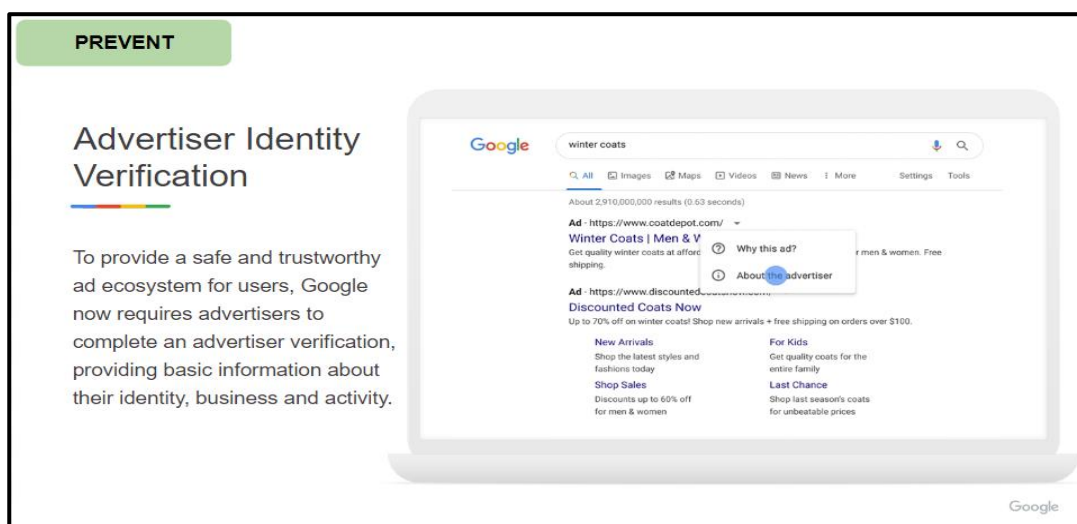 PREVENT
Advertiser Identity
Verification
To provide a safe and trustworthy
ad ecosystem for users, Google
now requires advertisers to
complete an advertiser verification,
providing basic information about
their identity, business and activity.
Google
winter coats
All Images Maps Videos News More Settings Tools
About 2,910,000,000 results (0.63 seconds)
Ad · https://www.coatdepot.com/
Winter Coats | Men & W
Get quality winter coats at afford
r men & women. Free
shipping.
Why this ad?
About the advertiser
Ad · https://www.discountedcoatsnow.com/
Discounted Coats Now
Up to 70% off on winter coats! Shop new arrivals + free shipping on orders over $100.
New Arrivals
Shop the latest styles and
fashions today
For Kids
Get quality coats for the
entire family
Shop Sales
Discounts up to 60% off
for men & women
Last Chance
Shop last season's coats
for unbeatable prices
Google